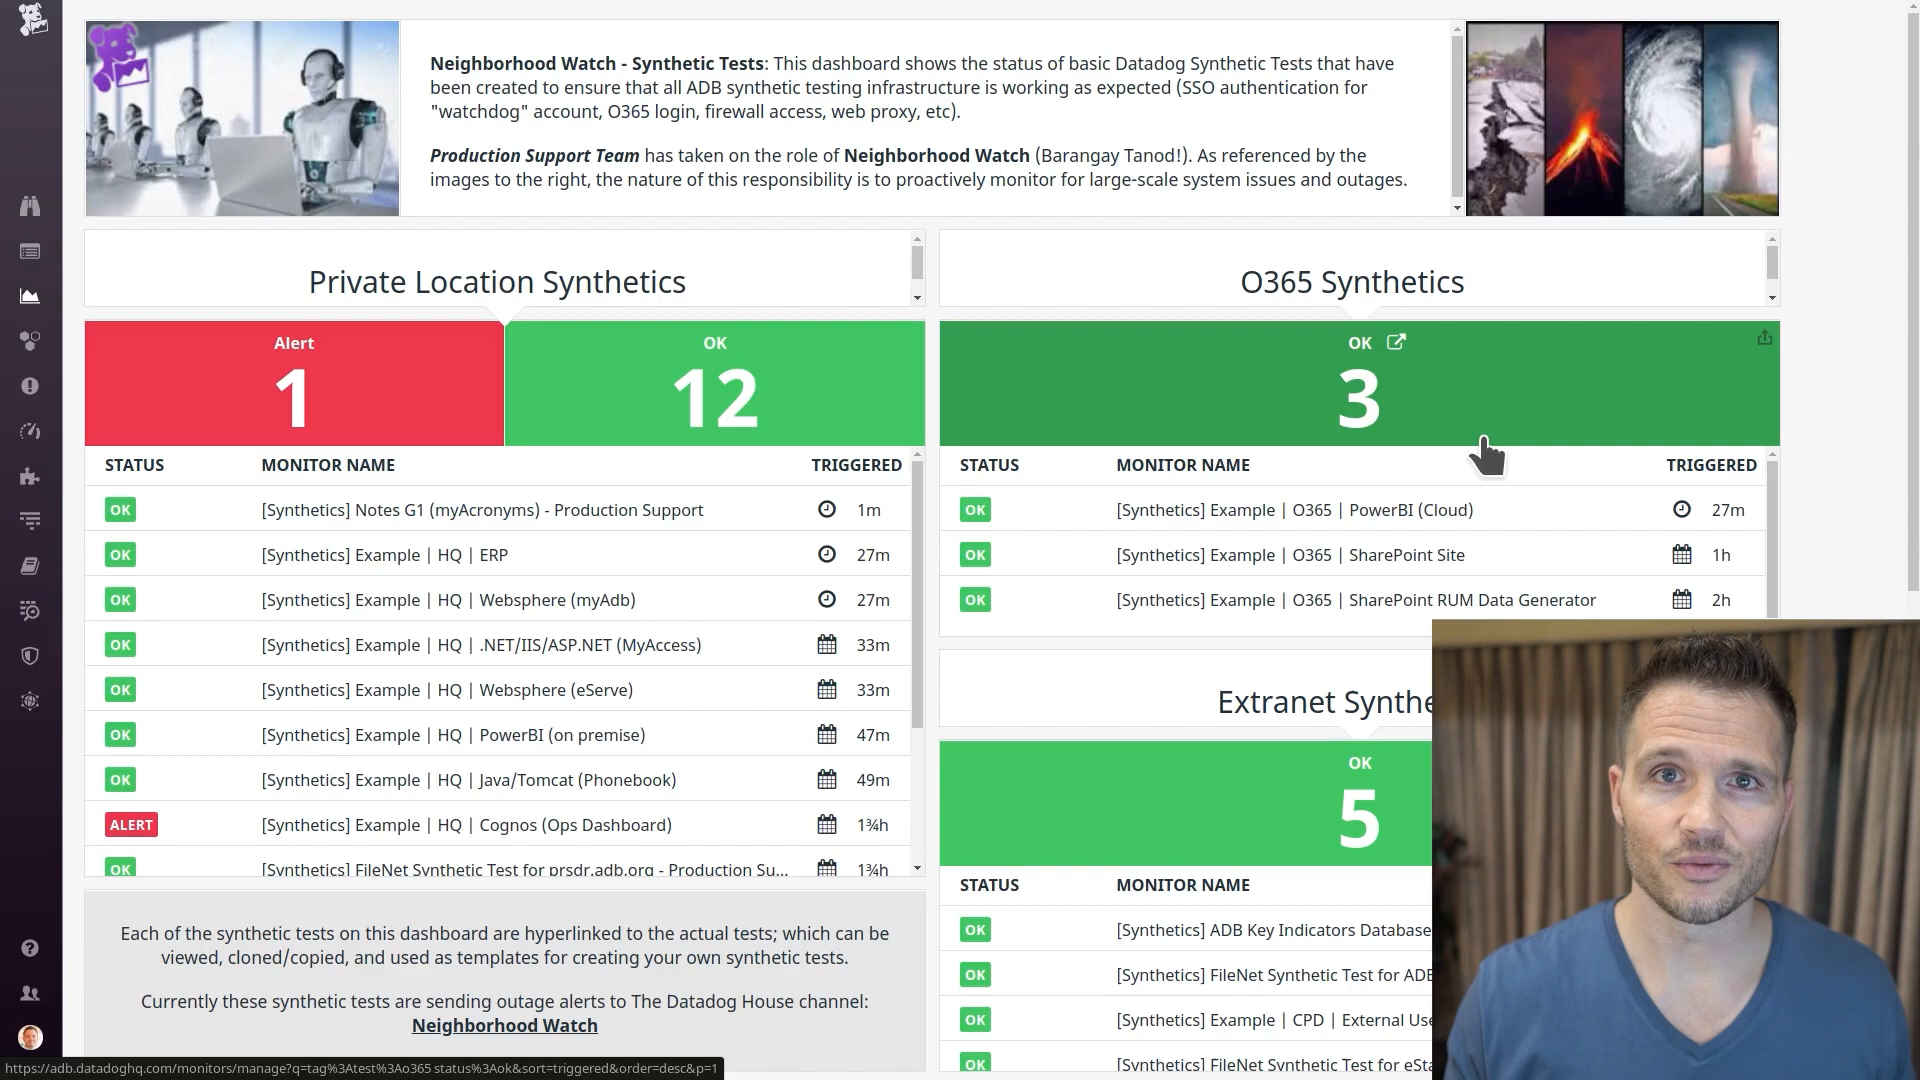 Neighborhood Watch - Synthetic Tests: This dashboard shows the status of basic Datadog Synthetic Tests that have
been created to ensure that all ADB synthetic testing infrastructure is working as expected (SSO authentication for
"watchdog" account, O365 login, firewall access, web proxy, etc).
Production Support Team has taken on the role of Neighborhood Watch (Barangay Tanod!). As referenced by the
images to the right, the nature of this responsibility is to proactively monitor for large-scale system issues and outages.
Private Location Synthetics
Alert
1
OK
12
STATUS MONITOR NAME TRIGGERED
OK [Synthetics] Notes G1 (myAcronyms) - Production Support 1m
OK [Synthetics] Example | HQ | ERP 27m
OK [Synthetics] Example | HQ | Websphere (myAdb) 27m
OK [Synthetics] Example | HQ | .NET/IIS/ASP.NET (MyAccess) 33m
OK [Synthetics] Example | HQ | Websphere (eServe) 33m
OK [Synthetics] Example | HQ | PowerBI (on premise) 47m
OK [Synthetics] Example | HQ | Java/Tomcat (Phonebook) 49m
ALERT [Synthetics] Example | HQ | Cognos (Ops Dashboard) 1¾h
OK [Synthetics] FileNet Synthetic Test for prsdr.adb.org - Production Su... 1¾h
Each of the synthetic tests on this dashboard are hyperlinked to the actual tests; which can be
viewed, cloned/copied, and used as templates for creating your own synthetic tests.
Currently these synthetic tests are sending outage alerts to The Datadog House channel:
Neighborhood Watch
O365 Synthetics
OK
3
STATUS MONITOR NAME TRIGGERED
OK [Synthetics] Example | O365 | PowerBI (Cloud) 27m
OK [Synthetics] Example | O365 | SharePoint Site 1h
OK [Synthetics] Example | O365 | SharePoint RUM Data Generator 2h
Extranet Synthe
OK
5
STATUS MONITOR NAME
OK [Synthetics] ADB Key Indicators Database
OK [Synthetics] FileNet Synthetic Test for ADB
OK [Synthetics] Example | CPD | External Use
OK [Synthetics] FileNet Synthetic Test for eSta
https://adb.datadoghq.com/monitors/manage?q=tag%3Atest%3Ao365 status%3Aok&sort=triggered&order=desc&p=1